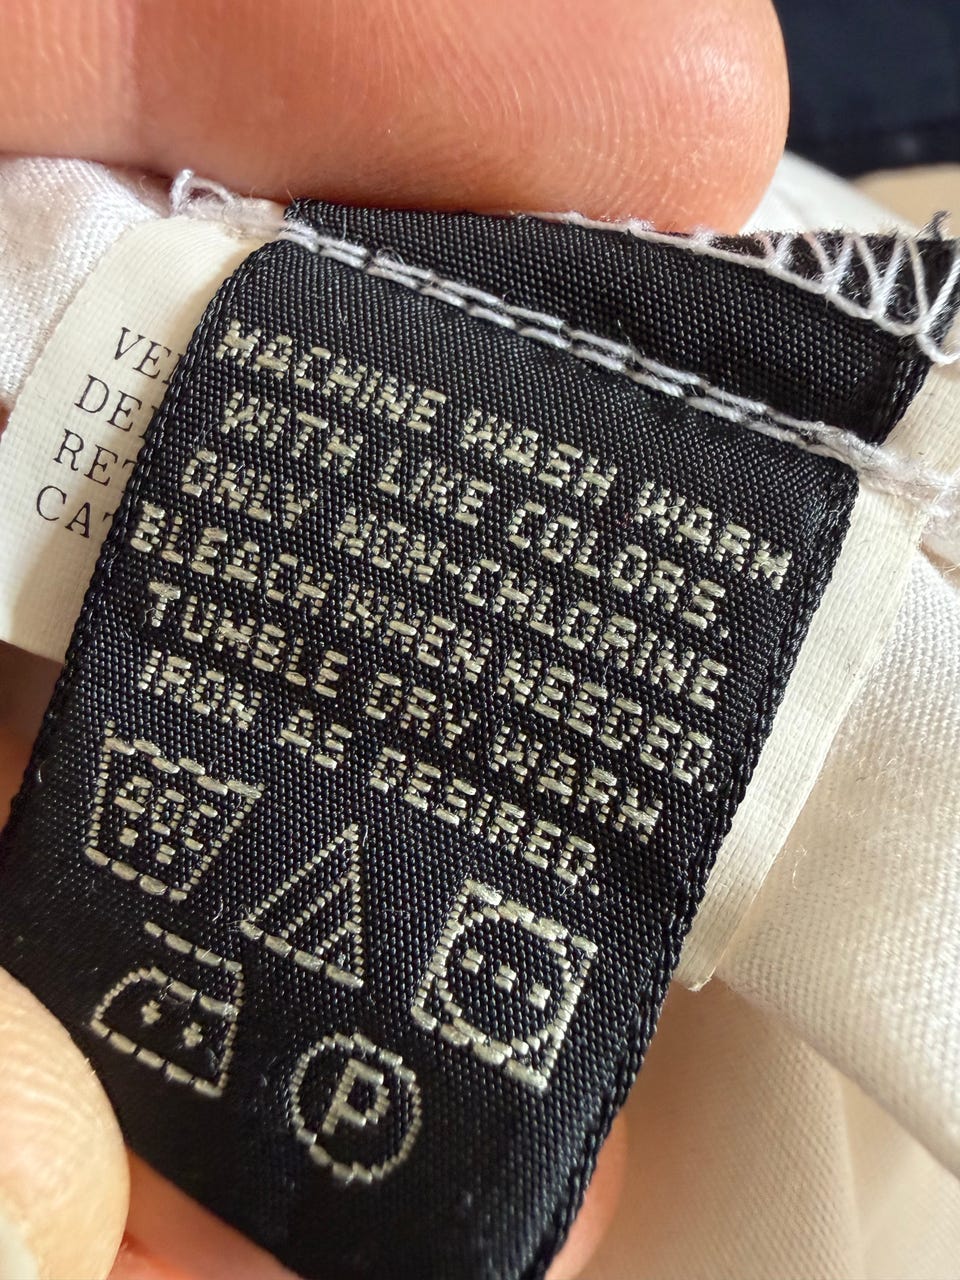 MACHINE WASH WARM
WITH LIKE COLORS.
ONLY NON-CHLORINE
BLEACH WHEN NEEDED.
TUMBLE DRY WARM
IRON AS DESIRED.
P